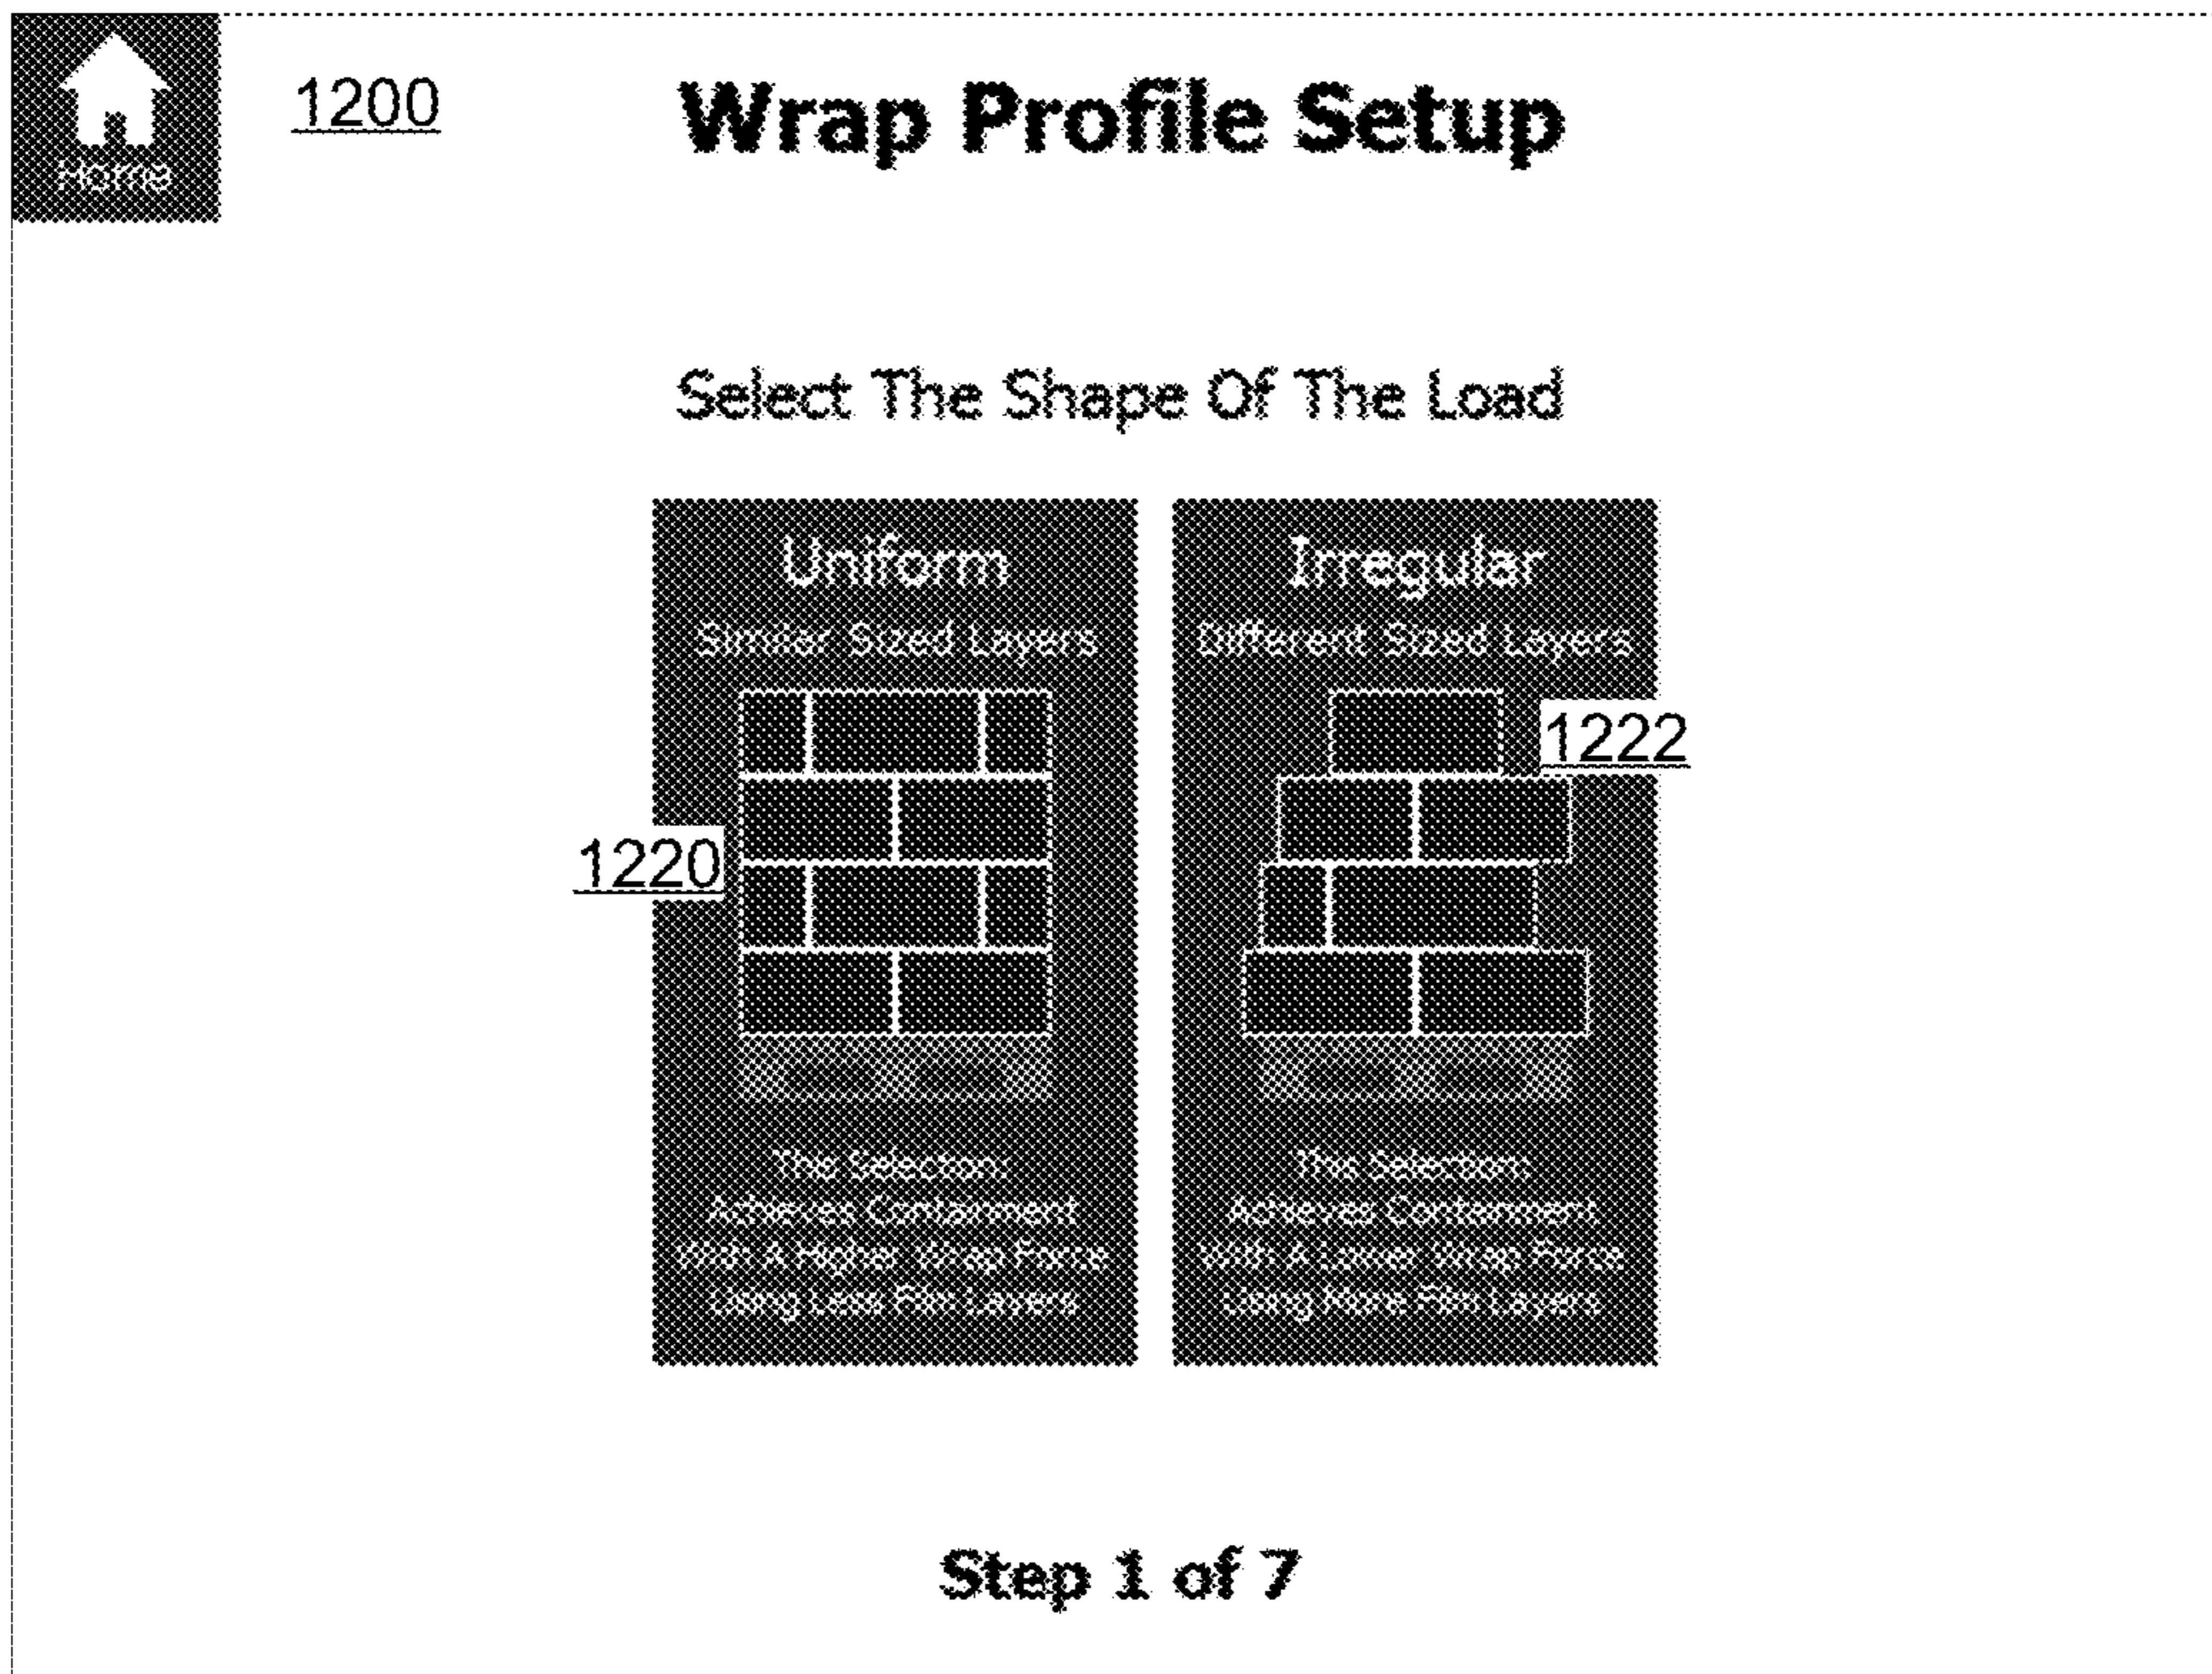 Home
1200
Wrap Profile Setup
Select The Shape Of The Load
Uniform
Similar Sized Layers
1220
This Selection:
Achieves Containment
With A Higher Wrap Force
Using Less Film Layers
Irregular
Different Sized Layers
1222
This Selection:
Achieves Containment
With A Lower Wrap Force
Using More Film Layers
Step 1 of 7